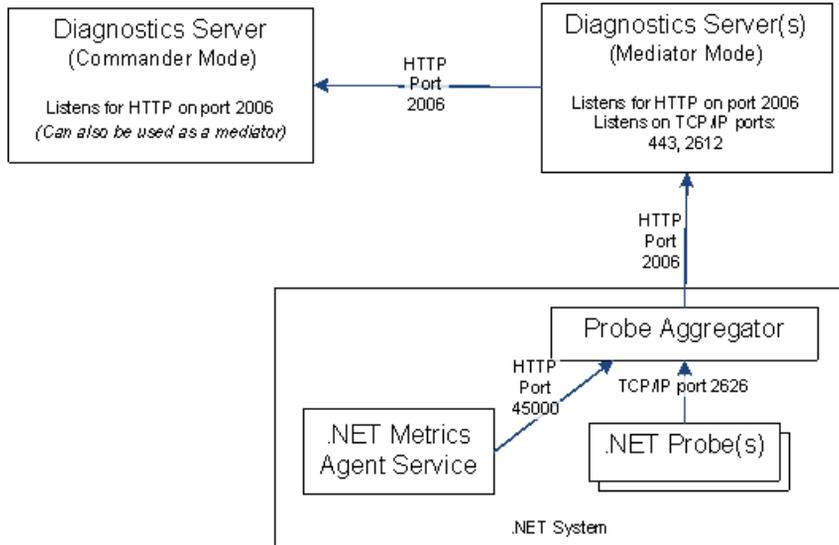 Diagnostics Server
(Commander Mode)
Listens for HTTP on port 2006
(Can also be used as a mediator)
HTTP
Port
2006
Diagnostics Server(s)
(Mediator Mode)
Listens for HTTP on port 2006
Listens on TCP/IP ports:
443, 2612
HTTP
Port
2006
Probe Aggregator
HTTP
Port
45000
TCP/IP port 2626
.NET Metrics
Agent Service
.NET Probe(s)
.NET System